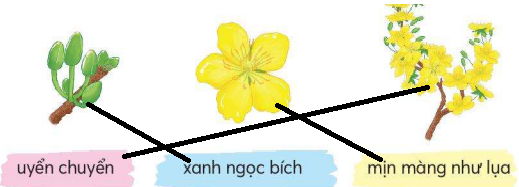 uyển chuyển
xanh ngọc bích
mịn màng như lụa